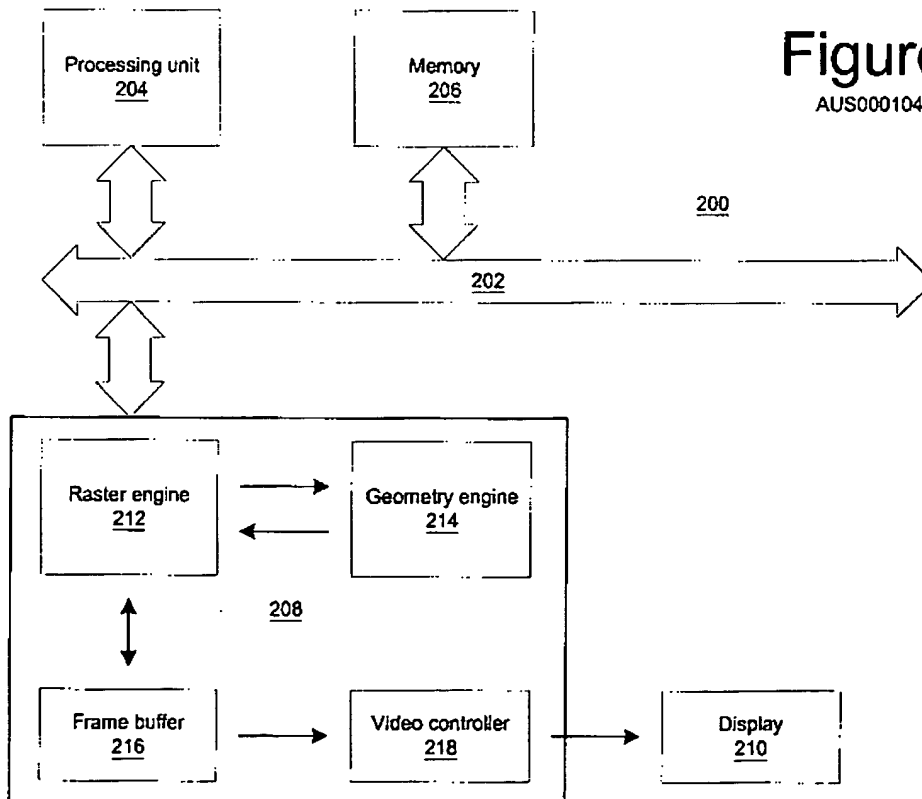 Processing unit
204
Memory
206
Figure
AUS000104
200
202
Raster engine
212
Geometry engine
214
208
Frame buffer
216
Video controller
218
Display
210